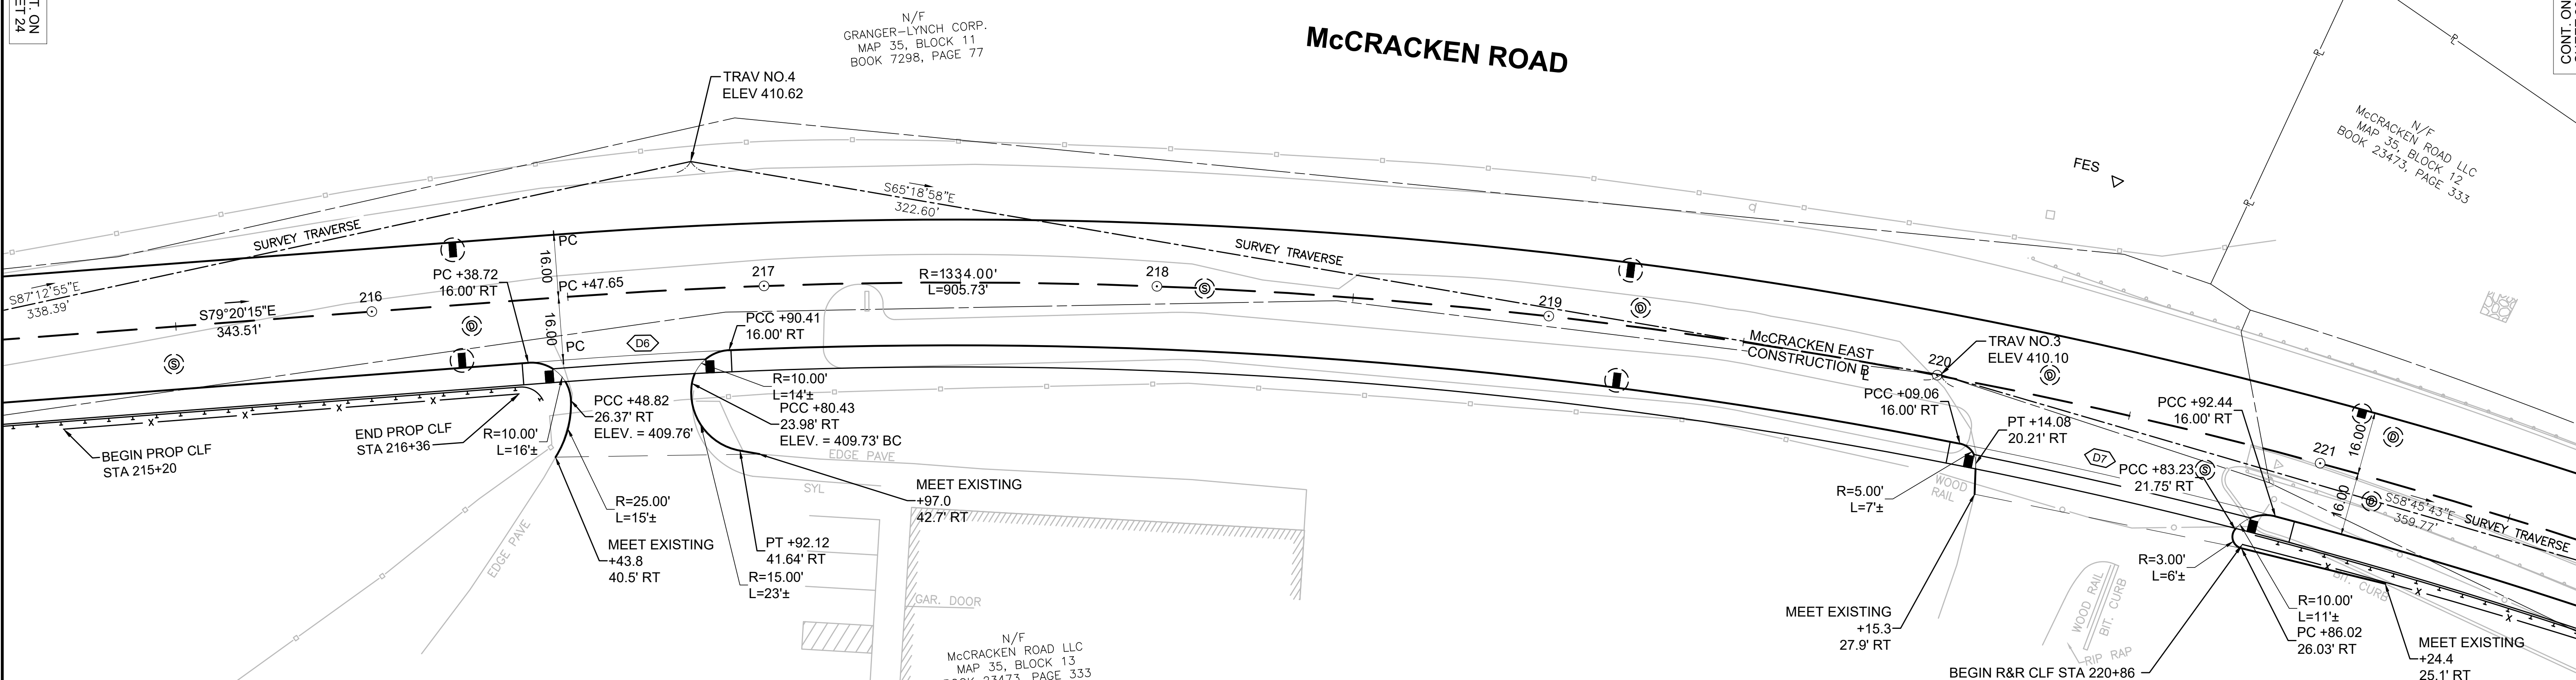 T. ON
ET 24
N/F
GRANGER-LYNCH CORP.
MAP 35, BLOCK 11
BOOK 7298, PAGE 77
McCRACKEN ROAD
CONT. ON
TRAV NO.4
ELEV 410.62
N/F
McCRACKEN ROAD LLC
MAP 35, BLOCK 12
BOOK 23473, PAGE 333
FES
S65°18'58"E
322.60'
SURVEY TRAVERSE
SURVEY TRAVERSE
PC
16.00
16.00
PC +38.72
16.00' RT
PC +47.65
S87°12'55"E
338.39'
S79°20'15"E
343.51'
216
217
R=1334.00'
L=905.73'
218
219
220
221
S
D
D6
PC
PCC +90.41
16.00' RT
S
D
McCRACKEN EAST
CONSTRUCTION BL
TRAV NO.3
ELEV 410.10
D
PCC +09.06
16.00' RT
PCC +92.44
16.00' RT
PT +14.08
20.21' RT
D7
PCC +83.23
21.75' RT
S
D
D
16.00
16.00
S58°45'43"E
359.77'
SURVEY TRAVERSE
R=10.00'
L=14'±
PCC +48.82
26.37' RT
ELEV. = 409.76'
PCC +80.43
23.98' RT
ELEV. = 409.73' BC
END PROP CLF
STA 216+36
R=10.00'
L=16'±
BEGIN PROP CLF
STA 215+20
EDGE PAVE
SYL
EDGE PAVE
R=25.00'
L=15'±
MEET EXISTING
+97.0
42.7' RT
MEET EXISTING
+43.8
40.5' RT
PT +92.12
41.64' RT
R=15.00'
L=23'±
GAR. DOOR
N/F
McCRACKEN ROAD LLC
MAP 35, BLOCK 13
BOOK 23473, PAGE 333
R=5.00'
L=7'±
WOOD
RAIL
MEET EXISTING
+15.3
27.9' RT
R=3.00'
L=6'±
WOOD RAIL
BIT. CURB
RIP RAP
BIT. CURB
R=10.00'
L=11'±
PC +86.02
26.03' RT
BEGIN R&R CLF STA 220+86
MEET EXISTING
+24.4
25.1' RT